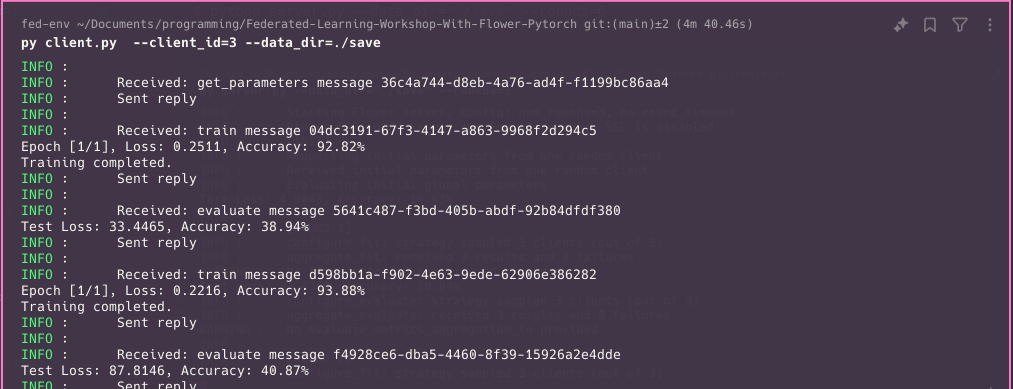 fed-env ~/Documents/programming/Federated-Learning-Workshop-With-Flower-Pytorch git:(main)±2 (4m 40.46s)
py client.py  --client_id=3 --data_dir=./save
INFO :
INFO :      Received: get_parameters message 36c4a744-d8eb-4a76-ad4f-f1199bc86aa4
INFO :      Sent reply
INFO :
INFO :      Received: train message 04dc3191-67f3-4147-a863-9968f2d294c5
Epoch [1/1], Loss: 0.2511, Accuracy: 92.82%
Training completed.
INFO :      Sent reply
INFO :
INFO :      Received: evaluate message 5641c487-f3bd-405b-abdf-92b84dfdf380
Test Loss: 33.4465, Accuracy: 38.94%
INFO :      Sent reply
INFO :
INFO :      Received: train message d598bb1a-f902-4e63-9ede-62906e386282
Epoch [1/1], Loss: 0.2216, Accuracy: 93.88%
Training completed.
INFO :      Sent reply
INFO :
INFO :      Received: evaluate message f4928ce6-dba5-4460-8f39-15926a2e4dde
Test Loss: 87.8146, Accuracy: 40.87%
INFO :      Sent reply